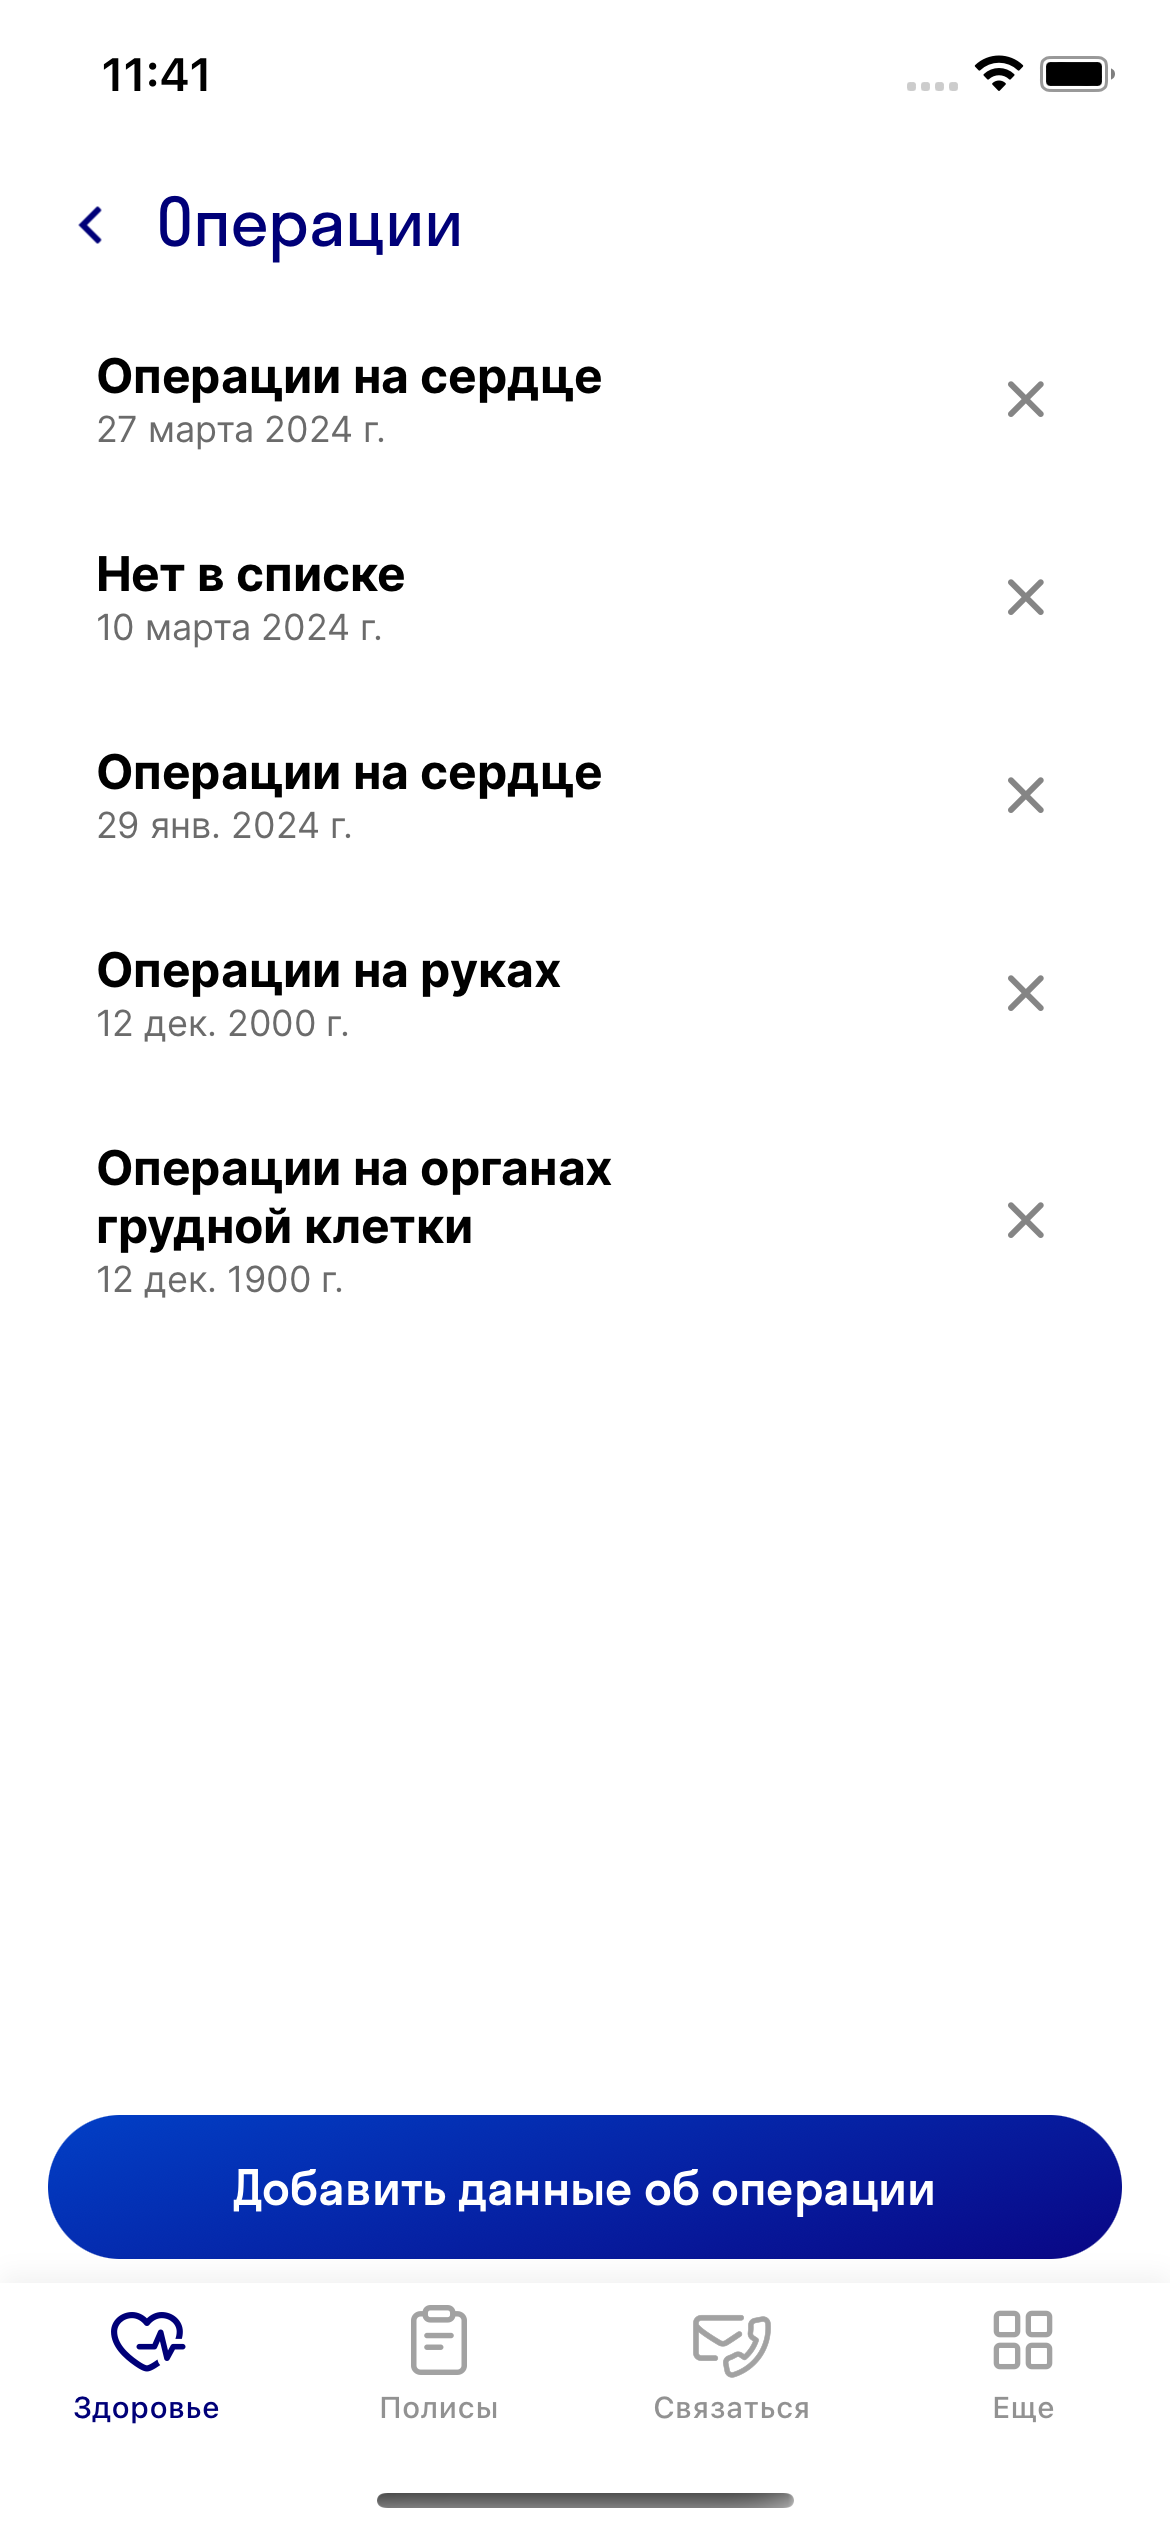 11:41
Операции
Операции на сердце
27 марта 2024 г.
Нет в списке
10 марта 2024 г.
Операции на сердце
29 янв. 2024 г.
Операции на руках
12 дек. 2000 г.
Операции на органах
грудной клетки
12 дек. 1900 г.
Добавить данные об операции
Здоровье
Полисы
Связаться
Еще